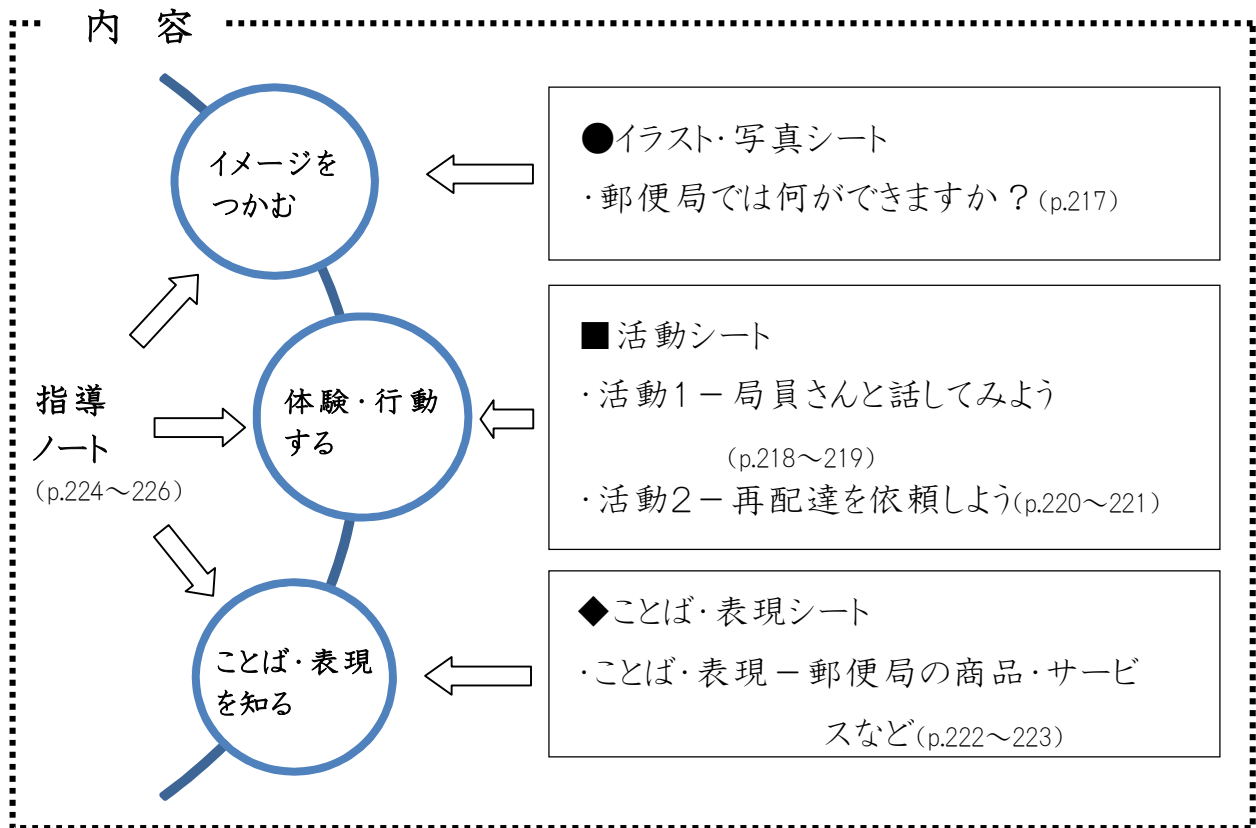 内 容
イメージを
つかむ
●イラスト・写真シート
・郵便局では何ができますか？(p.217)
指導
ノート
(p.224～226)
体験・行動
する
■活動シート
・活動1－局員さんと話してみよう
(p.218～219)
・活動2－再配達を依頼しよう(p.220～221)
ことば・表現
を知る
◆ことば・表現シート
・ことば・表現－郵便局の商品・サービ
スなど(p.222～223)